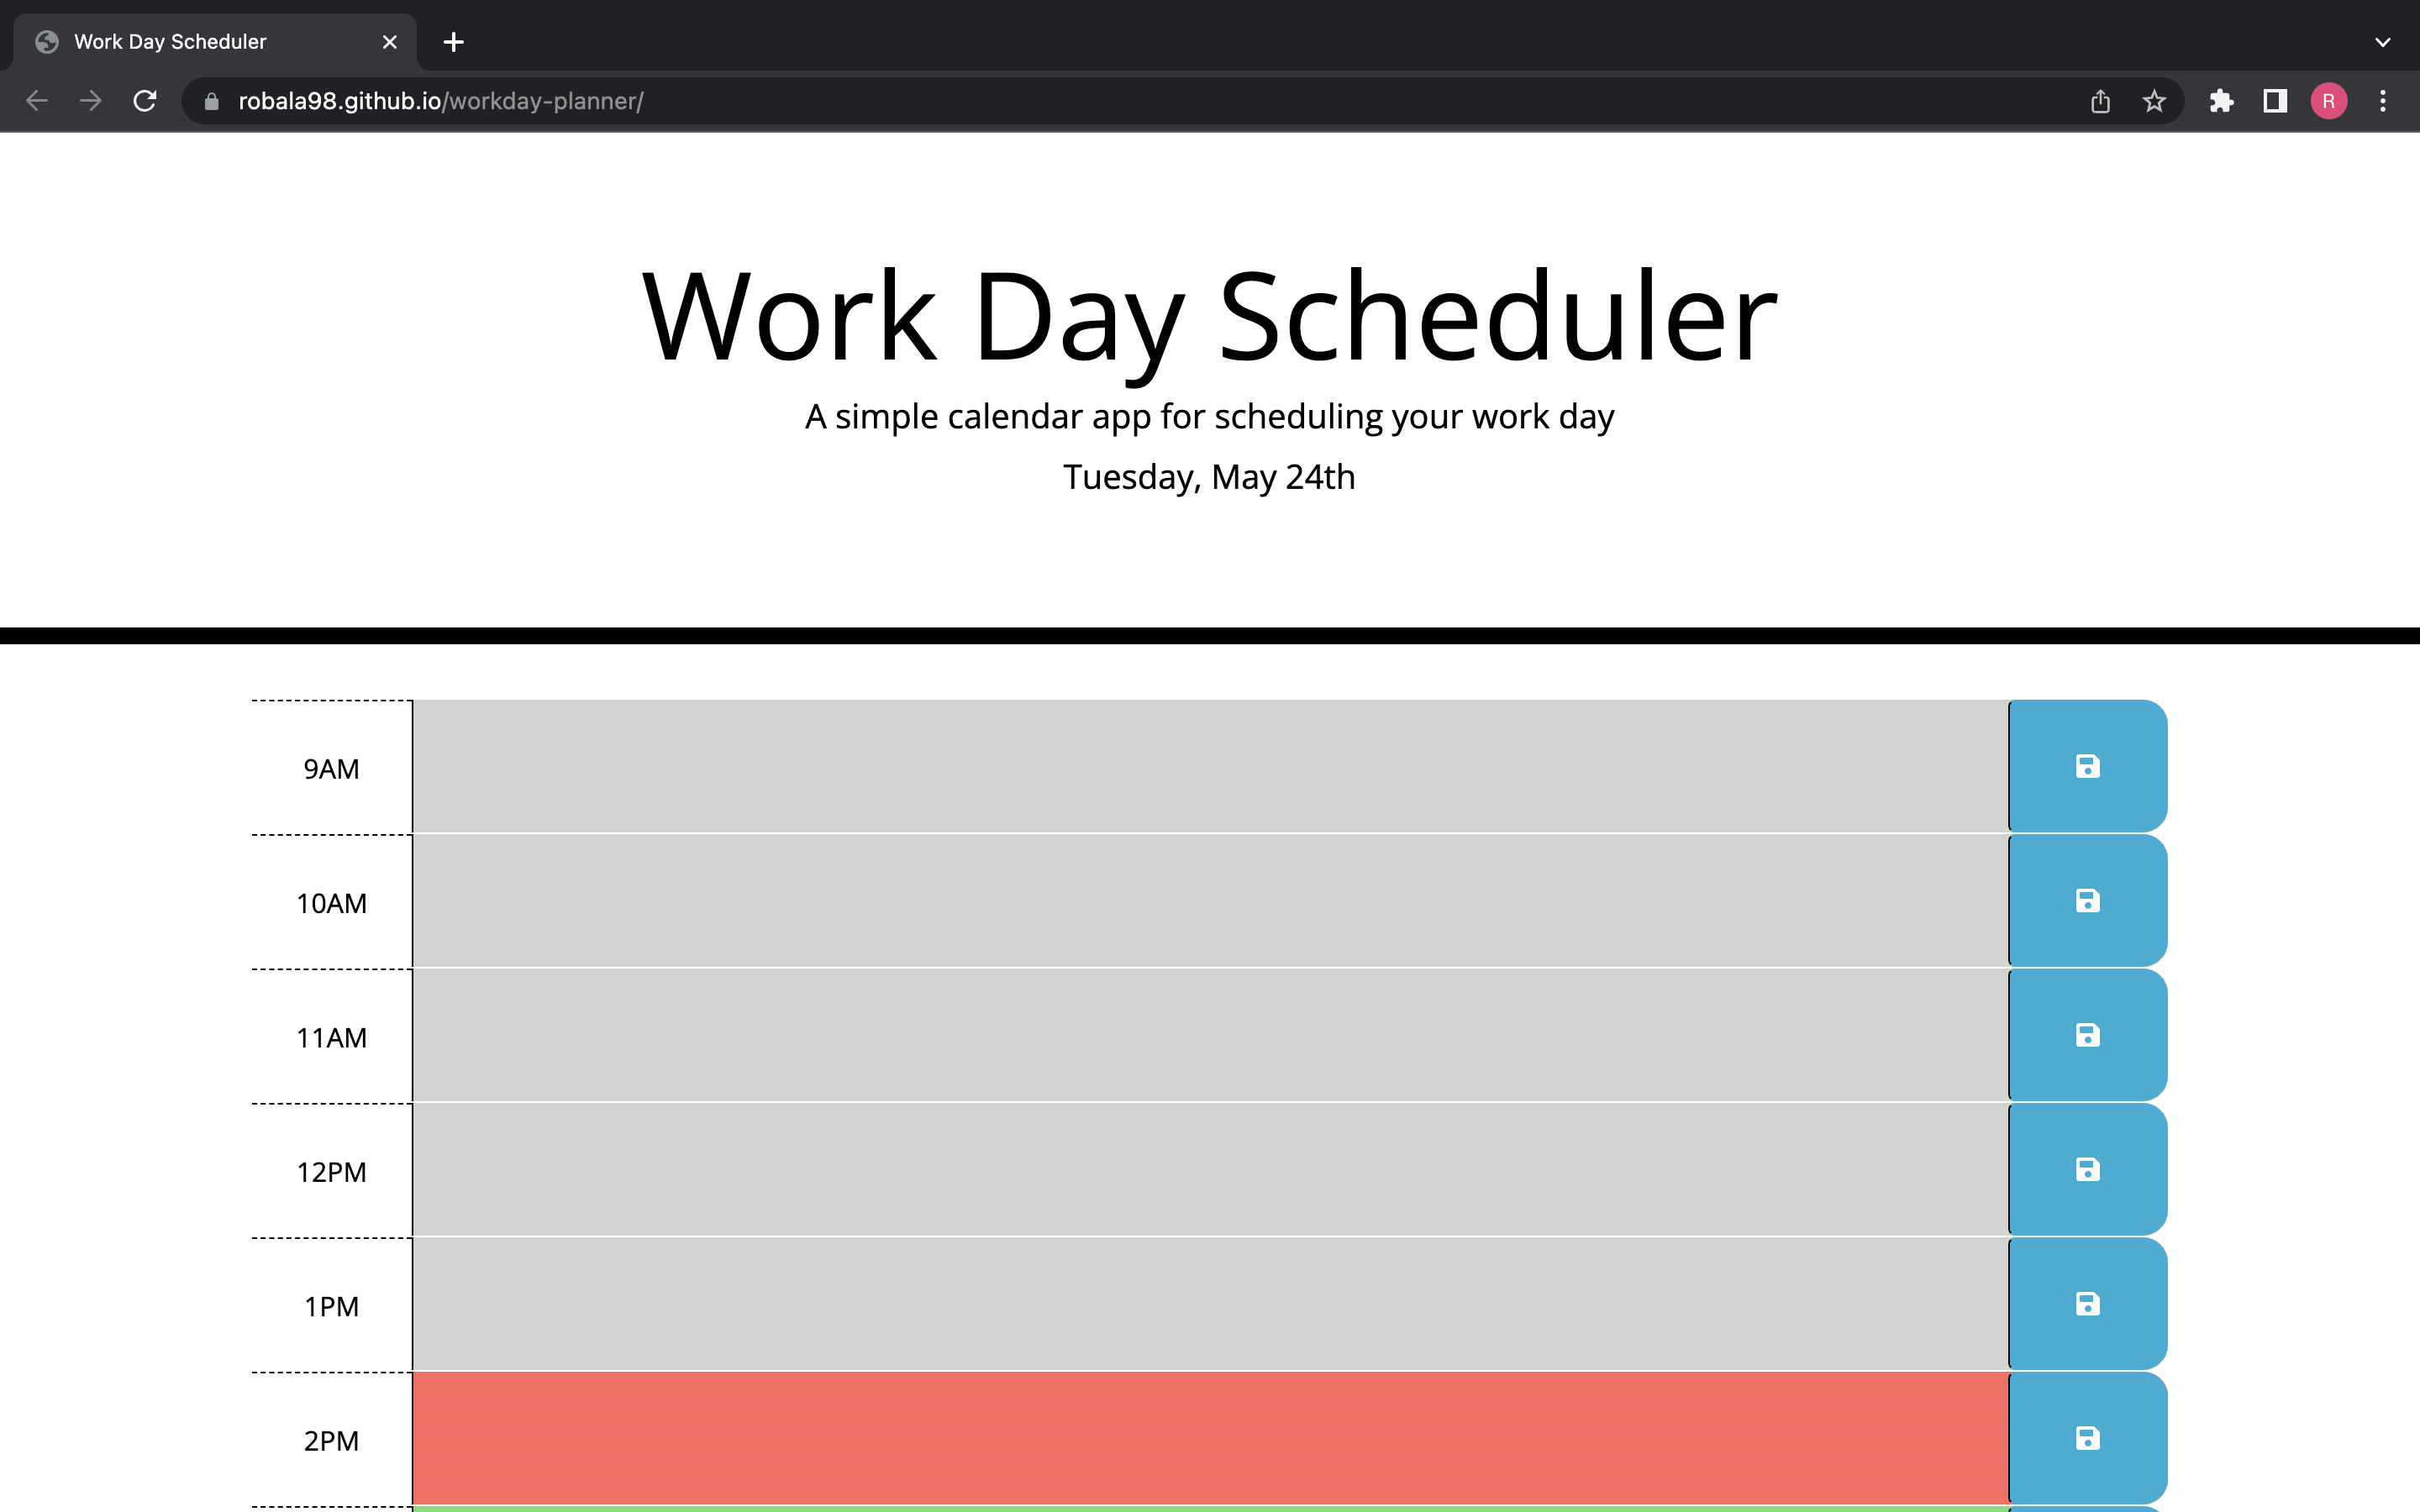 Work Day Scheduler
robala98.github.io/workday-planner/
R
Work Day Scheduler
A simple calendar app for scheduling your work day
Tuesday, May 24th
9AM
10AM
11AM
12PM
1PM
2PM